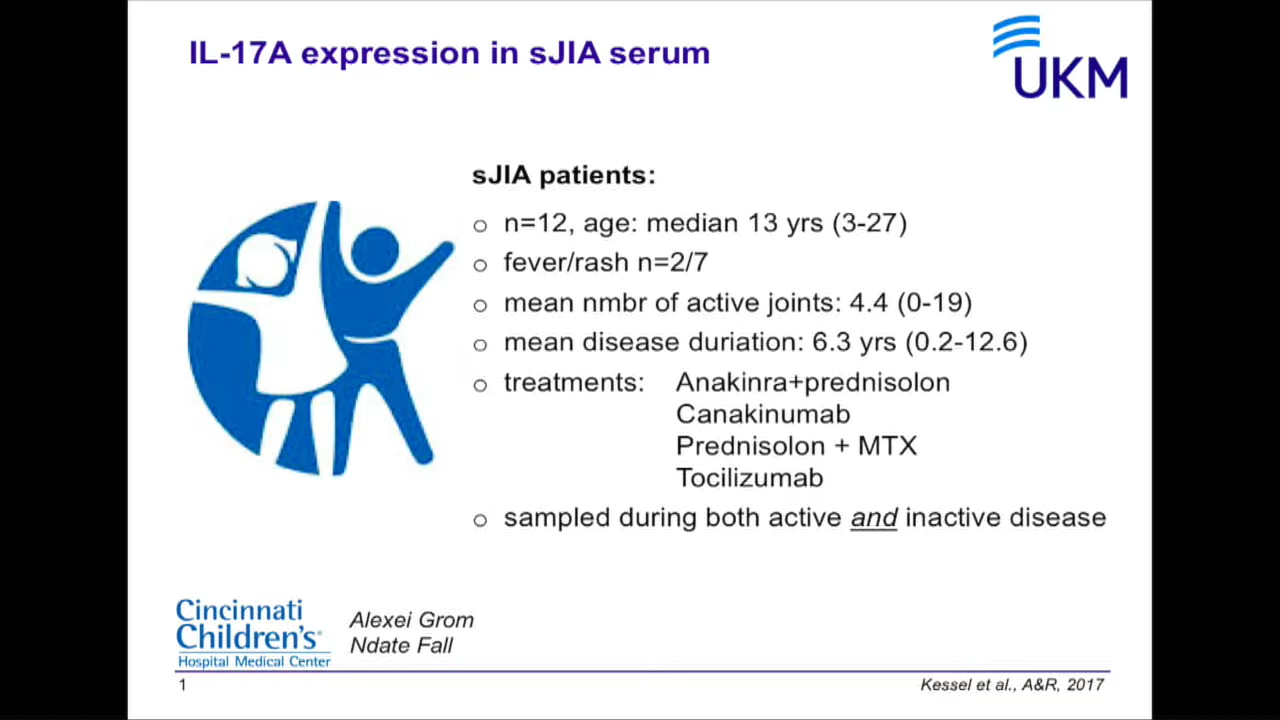 IL-17A expression in sJIA serum
UKM
sJIA patients:
o n=12, age: median 13 yrs (3-27)
o fever/rash n=2/7
o mean nmbr of active joints: 4.4 (0-19)
o mean disease duriation: 6.3 yrs (0.2-12.6)
o treatments: Anakinra+prednisolon
Canakinumab
Prednisolon + MTX
Tocilizumab
o sampled during both active and inactive disease
Cincinnati
Children's
Hospital Medical Center
Alexei Grom
Ndate Fall
1
Kessel et al., A&R, 2017